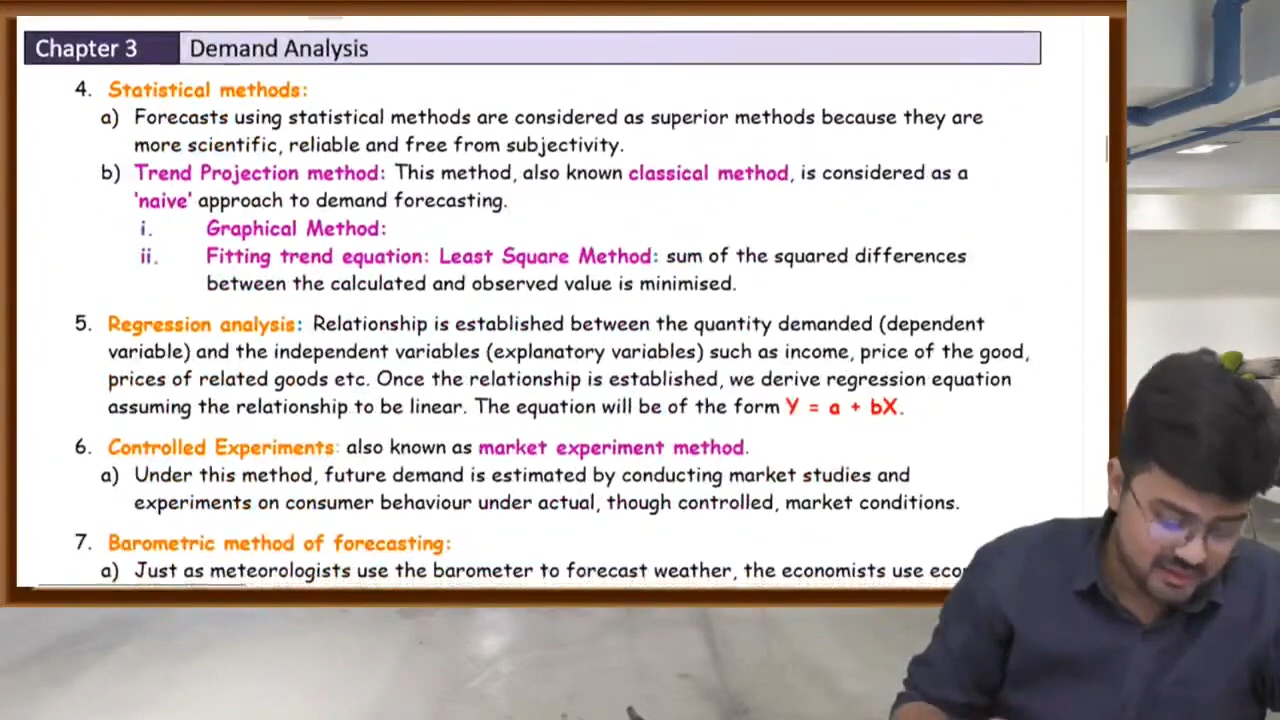 Chapter 3
Demand Analysis
4. Statistical methods:
a) Forecasts using statistical methods are considered as superior methods because they are
more scientific, reliable and free from subjectivity.
b) Trend Projection method: This method, also known classical method, is considered as a
'naive' approach to demand forecasting.
i. Graphical Method:
ii. Fitting trend equation: Least Square Method: sum of the squared differences
between the calculated and observed value is minimised.
5. Regression analysis: Relationship is established between the quantity demanded (dependent
variable) and the independent variables (explanatory variables) such as income, price of the good,
prices of related goods etc. Once the relationship is established, we derive regression equation
assuming the relationship to be linear. The equation will be of the form Y = a + bX.
6. Controlled Experiments: also known as market experiment method.
a) Under this method, future demand is estimated by conducting market studies and
experiments on consumer behaviour under actual, though controlled, market conditions.
7. Barometric method of forecasting:
a) Just as meteorologists use the barometer to forecast weather, the economists use